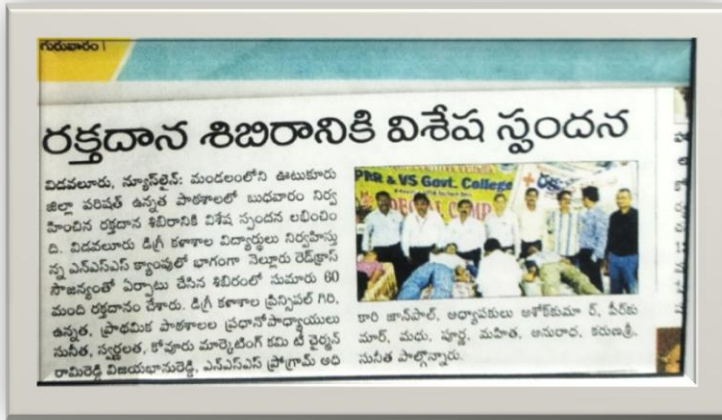 గురువారం
రక్తదాన శిబిరానికి విశేష స్పందన
విడవలూరు, న్యూస్‌లైన్: మండలంలోని ఊటుకూరు
జిల్లా పరిషత్ ఉన్నత పాఠశాలలో బుధవారం నిర్వ
హించిన రక్తదాన శిబిరానికి విశేష స్పందన లభించిం
ది. విడవలూరు డిగ్రీ కళాశాల విద్యార్థులు నిర్వహిస్తు
న్న ఎన్ఎస్ఎస్ క్యాంపులో భాగంగా నెల్లూరు రెడ్‌క్రాస్
సౌజన్యంతో ఏర్పాటు చేసిన శిబిరంలో సుమారు 60
మంది రక్తదానం చేశారు. డిగ్రీ కళాశాల ప్రిన్సిపల్ గిరి,
ఉన్నత, ప్రాథమిక పాఠశాలల ప్రధానోపాధ్యాయులు
సునీత, స్వర్ణలత, కోవూరు మార్కెటింగ్ కమి టీ చైర్మన్
రామిరెడ్డి విజయభానురెడ్డి, ఎన్ఎస్ఎస్ ప్రోగ్రామ్ అధి
PRR & VS Govt. College
కారి జాన్‌పాల్, అధ్యాపకులు అశోక్‌కుమా ర్, పీర్‌కు
మార్, మధు, పూర్ణ, మహిత, అనురాధ, కరుణశ్రీ,
సునీత పాల్గొన్నారు.